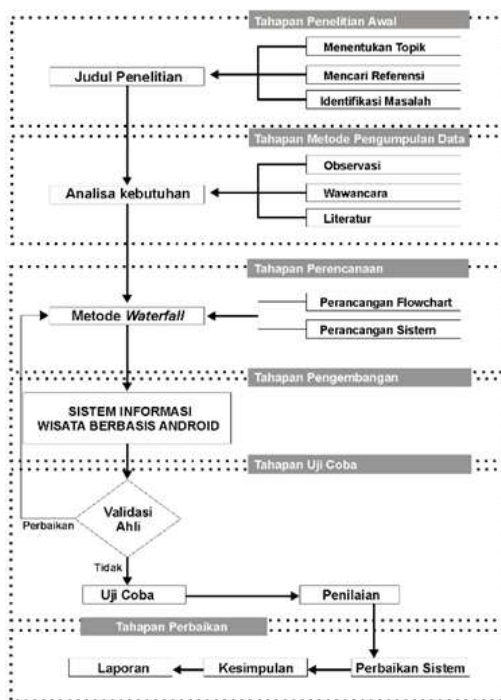 Tahapan Penelitian Awal
Menentukan Topik
Judul Penelitian
Mencari Referensi
Identifikasi Masalah
Tahapan Metode Pengumpulan Data
Observasi
Analisa kebutuhan
Wawancara
Literatur
Tahapan Perencanaan
Metode Waterfall
Perancangan Flowchart
Perancangan Sistem
Tahapan Pengembangan
SISTEM INFORMASI
WISATA BERBASIS ANDROID
Tahapan Uji Coba
Validasi
Ahli
Perbaikan
Tidak
Uji Coba
Penilaian
Tahapan Perbaikan
Laporan
Kesimpulan
Perbaikan Sistem